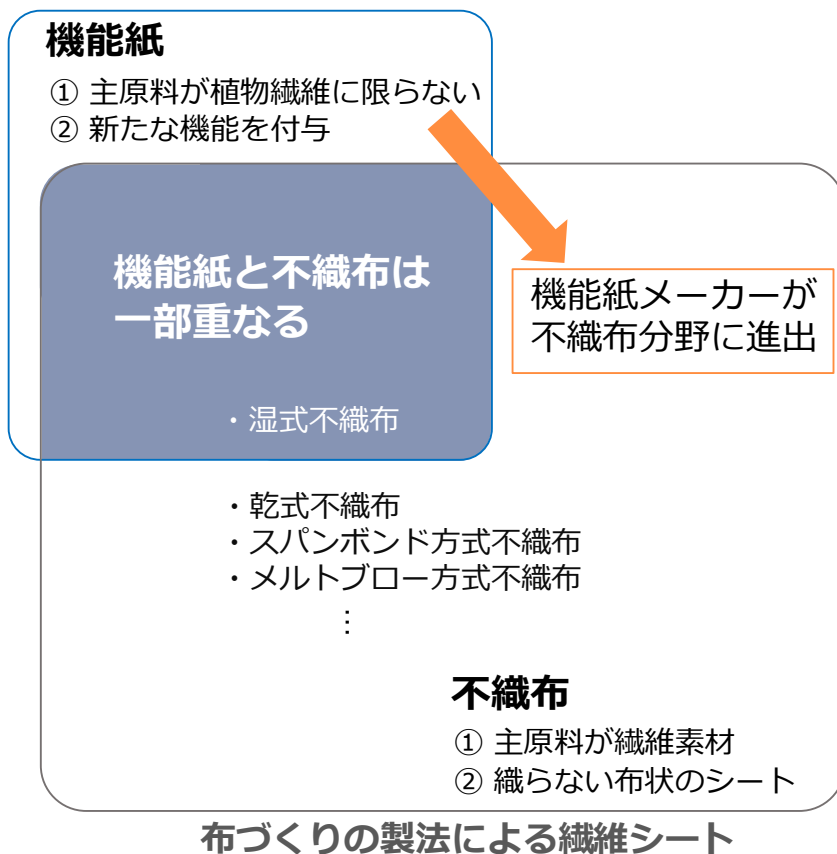 機能紙
① 主原料が植物繊維に限らない
② 新たな機能を付与
機能紙と不織布は
一部重なる
機能紙メーカーが
不織布分野に進出
・湿式不織布
・乾式不織布
・スパンボンド方式不織布
・メルトブロー方式不織布
⋮
不織布
① 主原料が繊維素材
② 織らない布状のシート
布づくりの製法による繊維シート